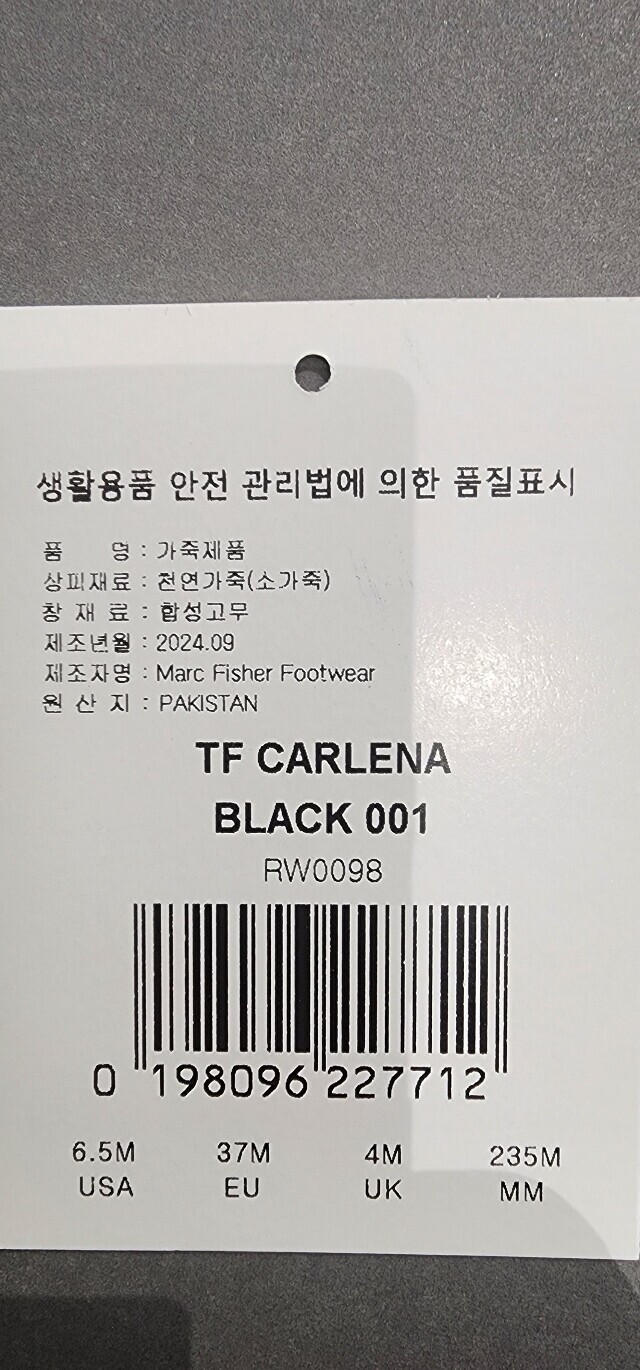 생활용품 안전 관리법에 의한 품질표시
품 명 : 가죽제품
상피재료 : 천연가죽(소가죽)
창 재 료 : 합성고무
제조년월 : 2024.09
제조자명 : Marc Fisher Footwear
원 산 지 : PAKISTAN
TF CARLENA
BLACK 001
RW0098
0 198096 227712
6.5M 37M 4M 235M
USA EU UK MM